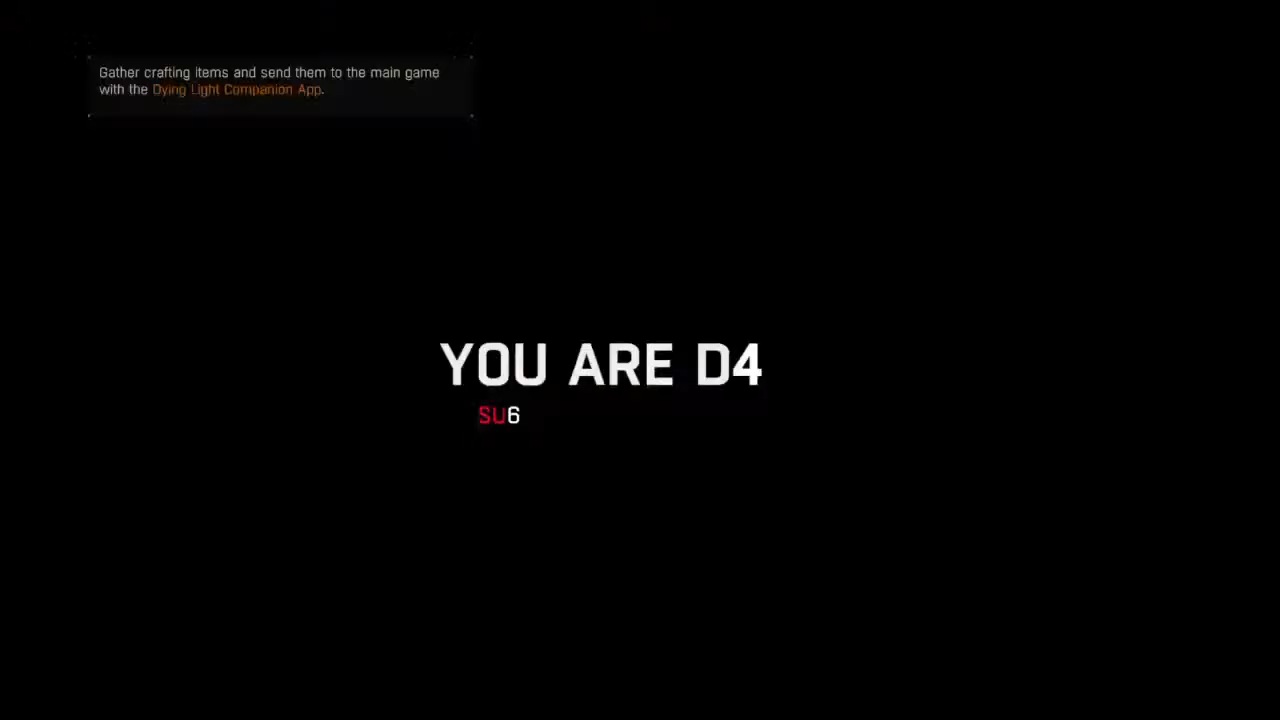 Gather crafting items and send them to the main game
with the Dying Light Companion App.
YOU ARE D4
SU6